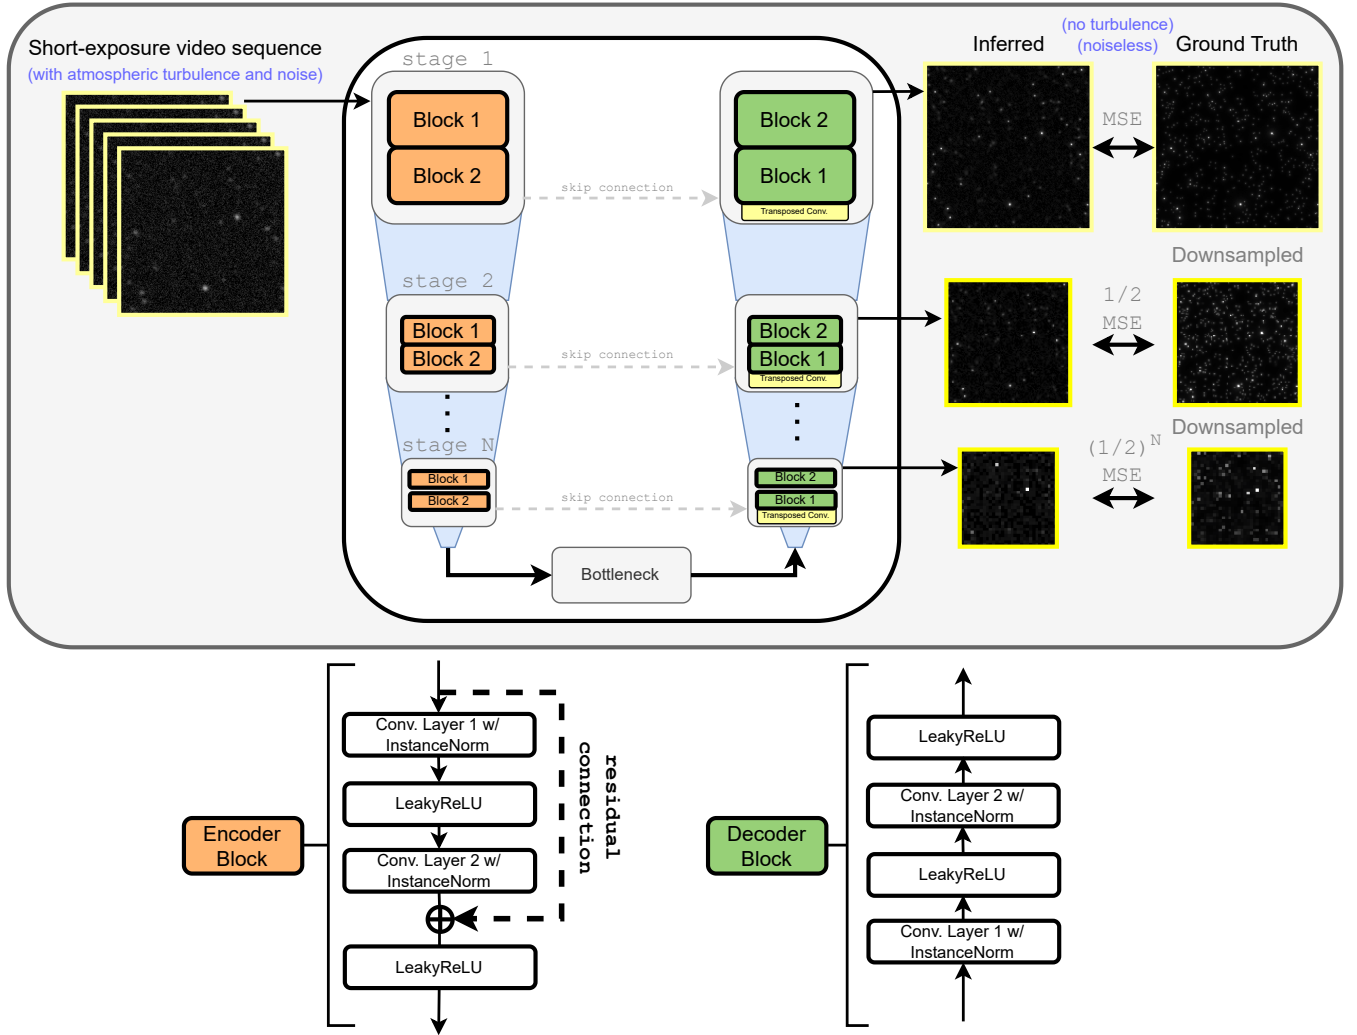 Short-exposure video sequence
(with atmospheric turbulence and noise)
stage 1
Block 1
Block 2
skip connection
Block 2
Block 1
Transposed Conv.
(no turbulence)
(noiseless)
Inferred
Ground Truth
MSE
stage 2
Block 1
Block 2
skip connection
Block 2
Block 1
Transposed Conv.
Downsampled
1/2
MSE
stage N
Block 1
Block 2
skip connection
Block 2
Block 1
Transposed Conv.
Downsampled
(1/2)^N
MSE
Bottleneck
Encoder
Block
Conv. Layer 1 w/
InstanceNorm
LeakyReLU
Conv. Layer 2 w/
InstanceNorm
LeakyReLU
residual
connection
Decoder
Block
LeakyReLU
Conv. Layer 2 w/
InstanceNorm
LeakyReLU
Conv. Layer 1 w/
InstanceNorm